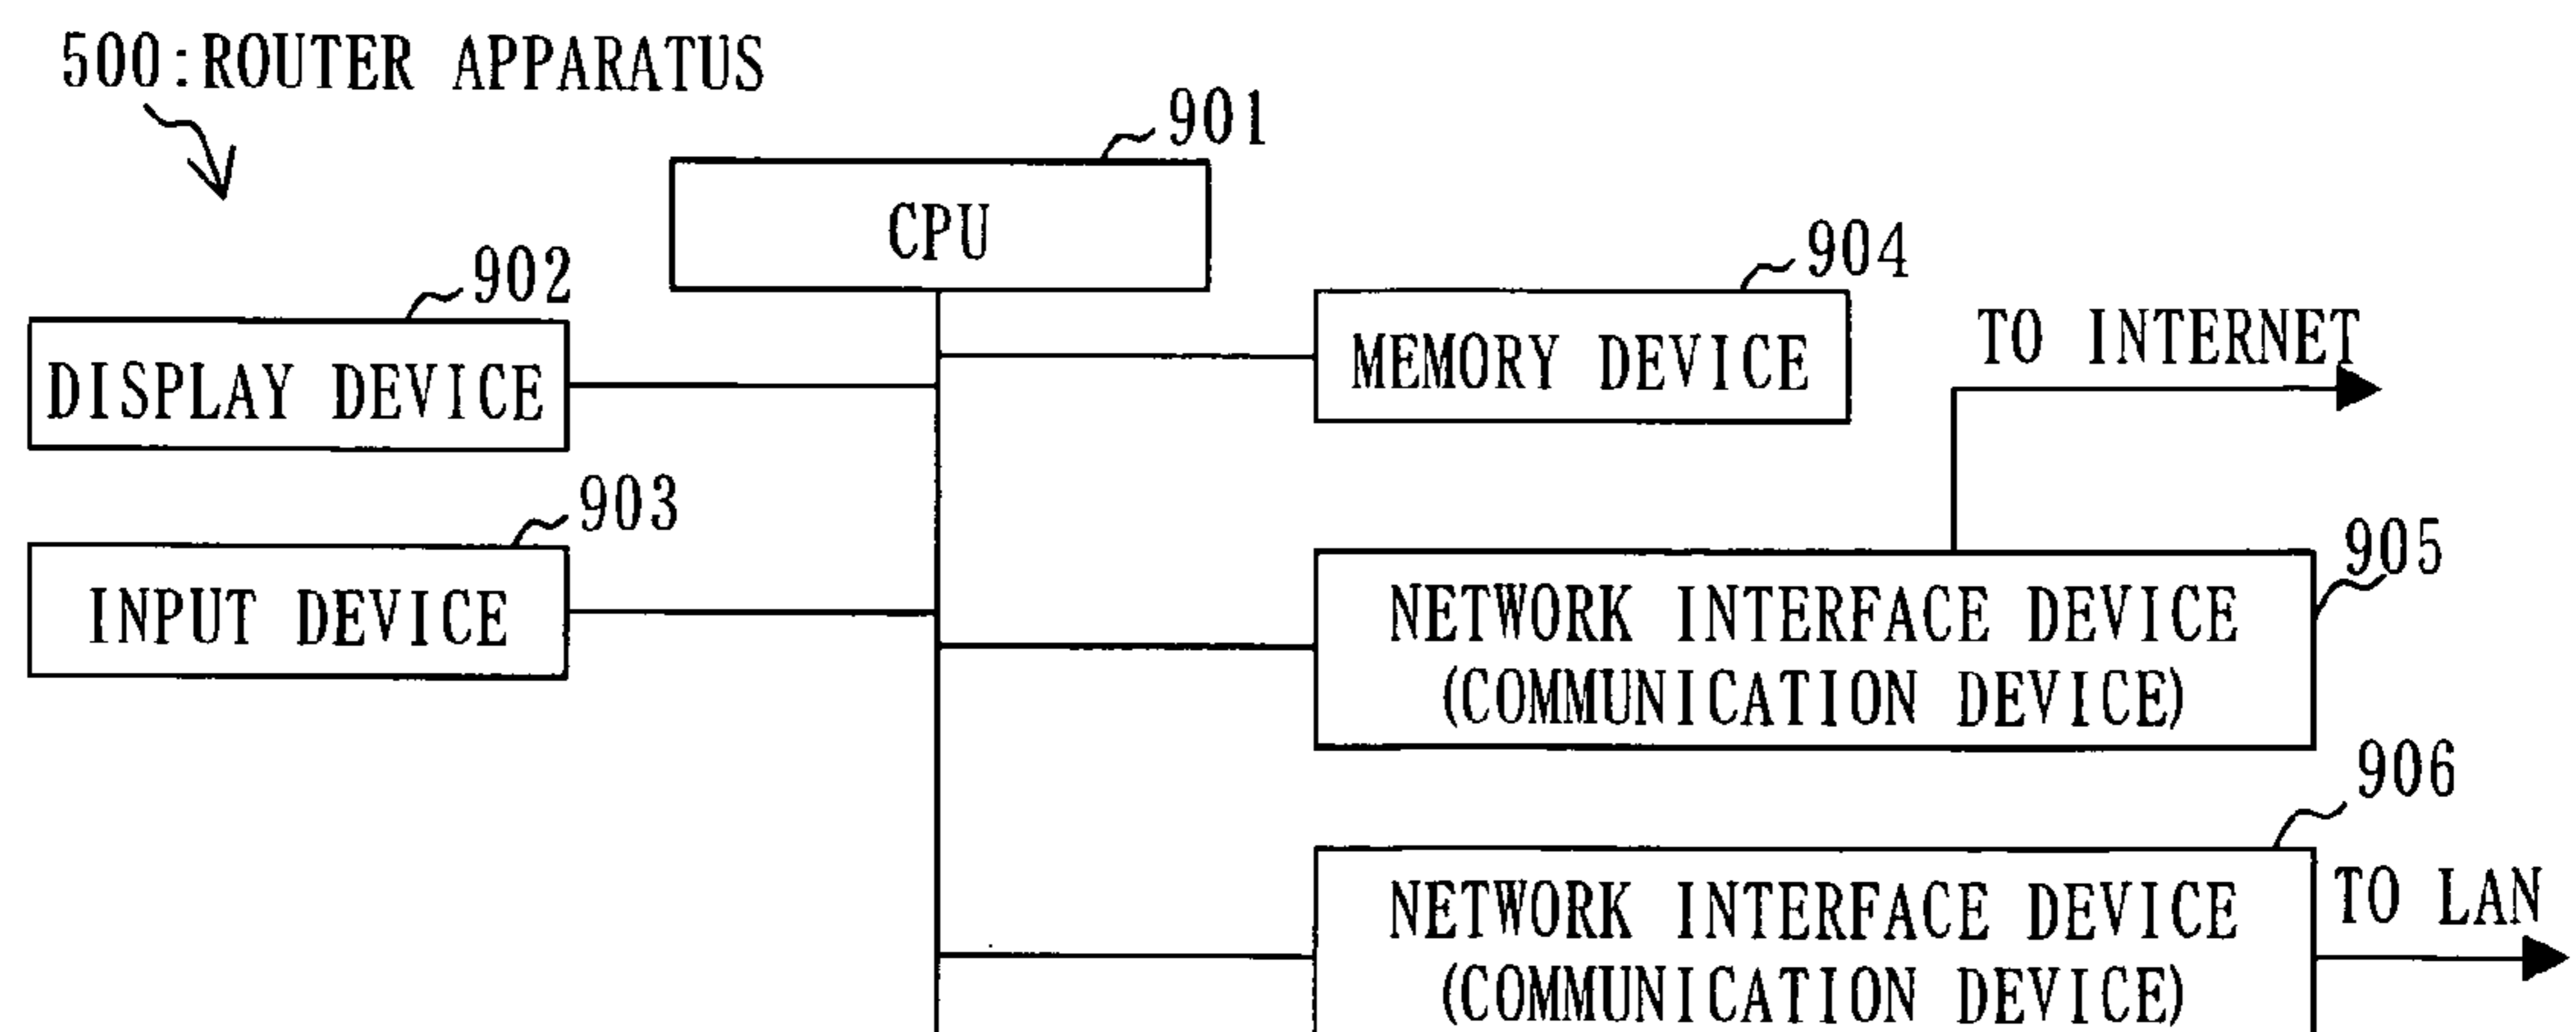 500:ROUTER APPARATUS
901
CPU
902
904
DISPLAY DEVICE
MEMORY DEVICE
TO INTERNET
903
INPUT DEVICE
905
NETWORK INTERFACE DEVICE
(COMMUNICATION DEVICE)
906
NETWORK INTERFACE DEVICE
(COMMUNICATION DEVICE)
TO LAN